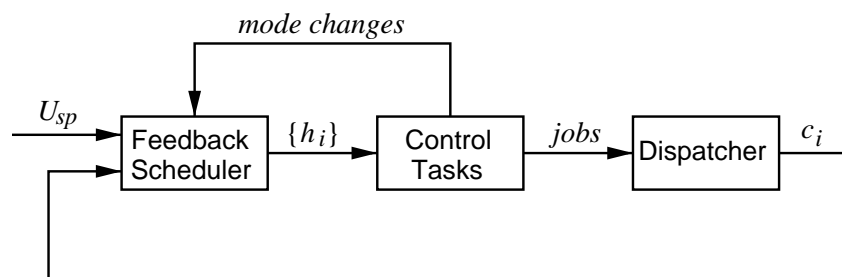 mode changes
U_sp
Feedback
Scheduler
{h_i}
Control
Tasks
jobs
Dispatcher
c_i